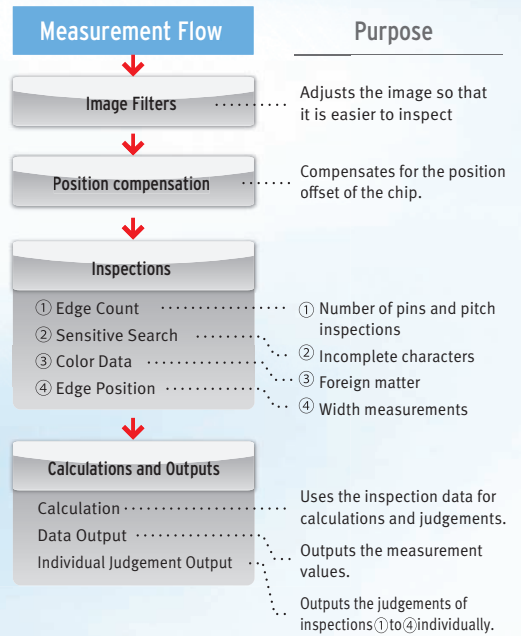 Measurement Flow Purpose
Image Filters
Adjusts the image so that
it is easier to inspect
Position compensation
Compensates for the position
offset of the chip.
Inspections
① Edge Count
② Sensitive Search
③ Color Data
④ Edge Position
① Number of pins and pitch
inspections
② Incomplete characters
③ Foreign matter
④ Width measurements
Calculations and Outputs
Calculation
Data Output
Individual Judgement Output
Uses the inspection data for
calculations and judgements.
Outputs the measurement
values.
Outputs the judgements of
inspections①to④individually.